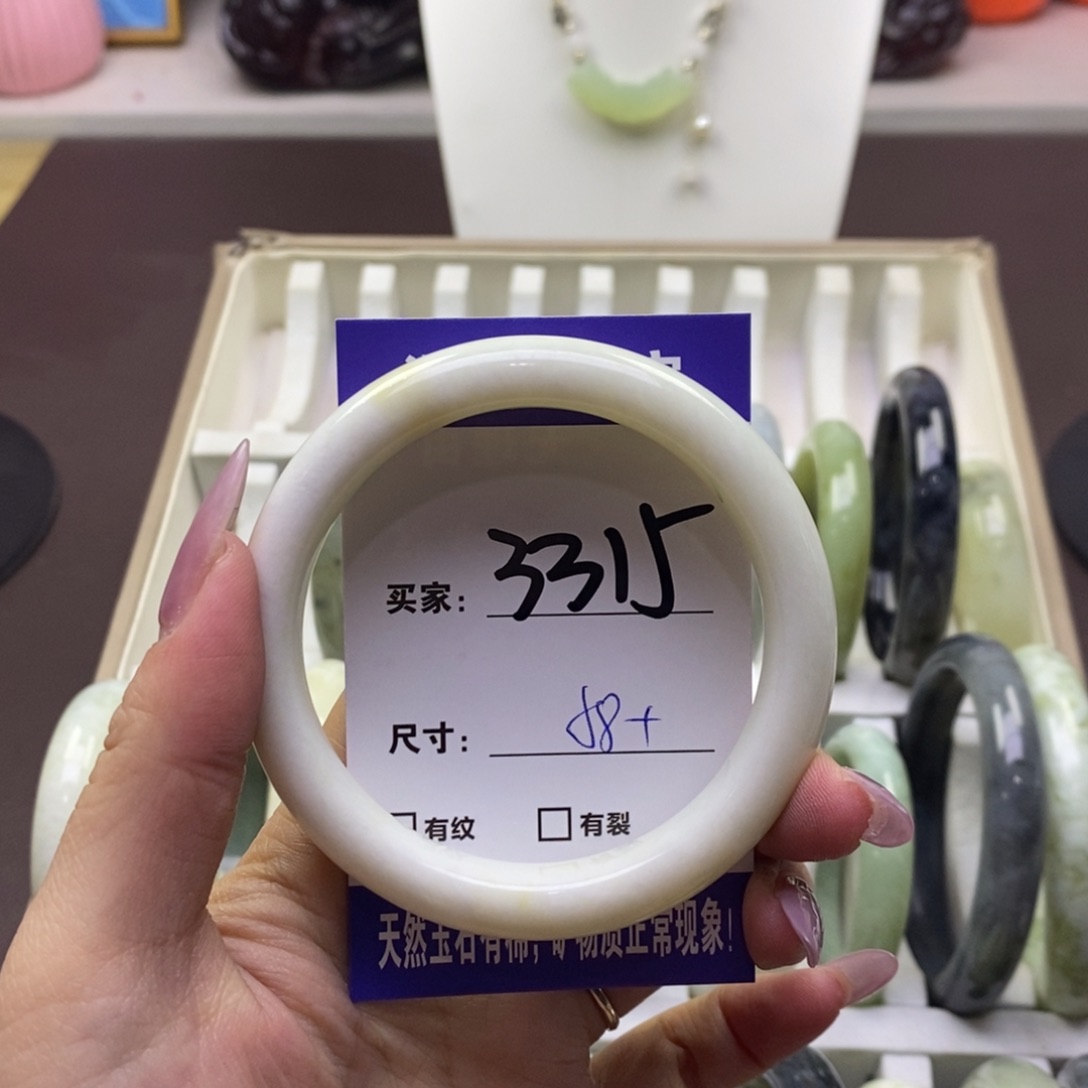 买家: 3315
尺寸: 58+
有纹 □有裂
天然玉石有棉, 矿物质正常现象!